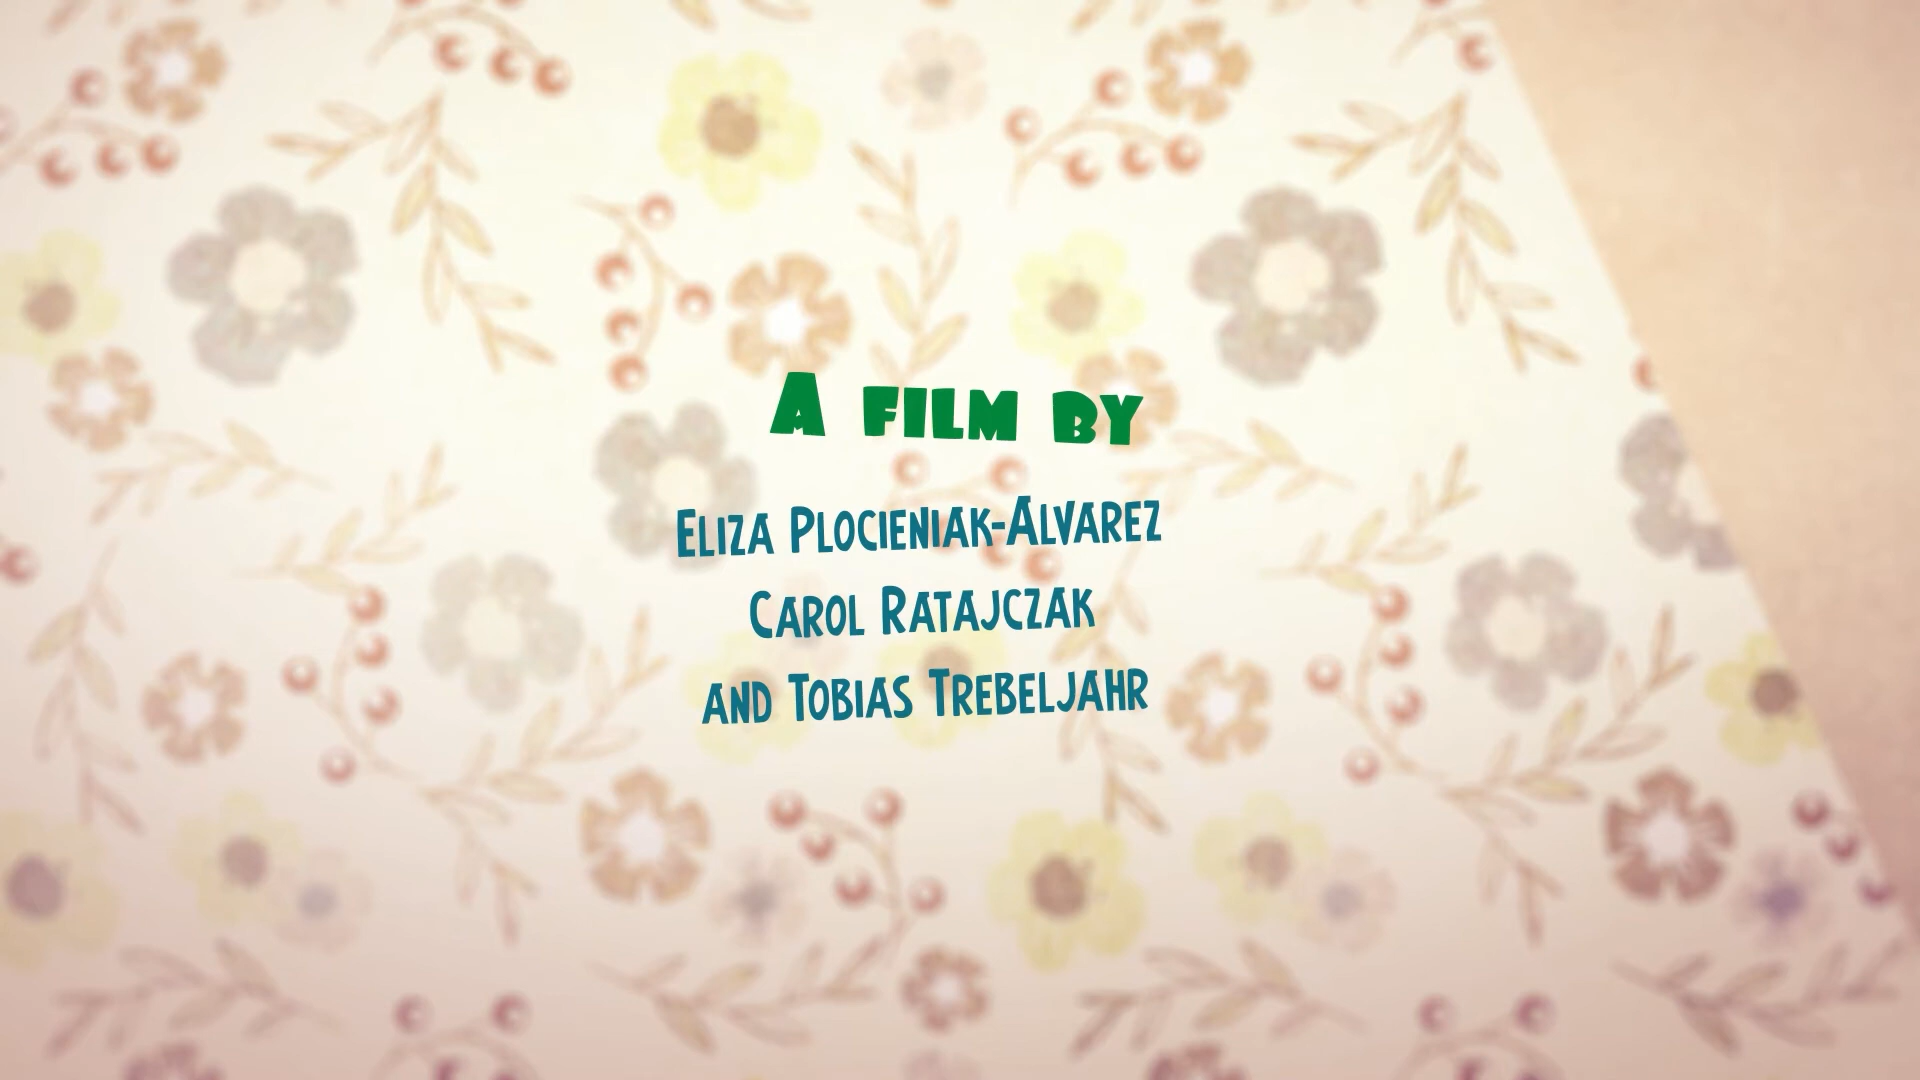 A film by
Eliza Plocieniak-Alvarez
Carol Ratajczak
and Tobias Trebeljahr